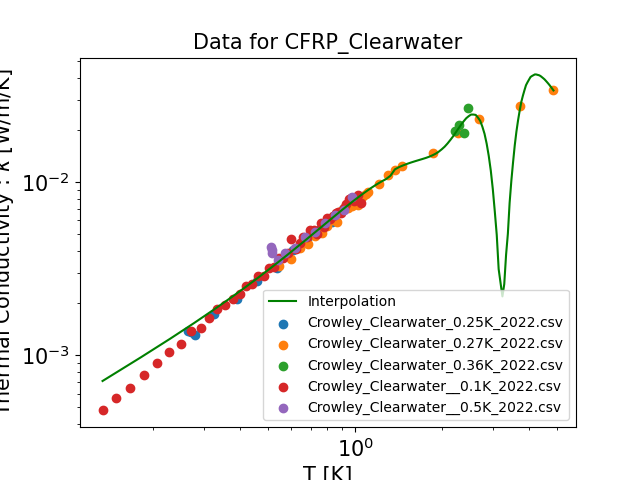 Data for CFRP_Clearwater
Thermal Conductivity : k [W/m/K]
10⁻²
10⁻³
Interpolation
Crowley_Clearwater_0.25K_2022.csv
Crowley_Clearwater_0.27K_2022.csv
Crowley_Clearwater_0.36K_2022.csv
Crowley_Clearwater__0.1K_2022.csv
Crowley_Clearwater__0.5K_2022.csv
10⁰
T [K]